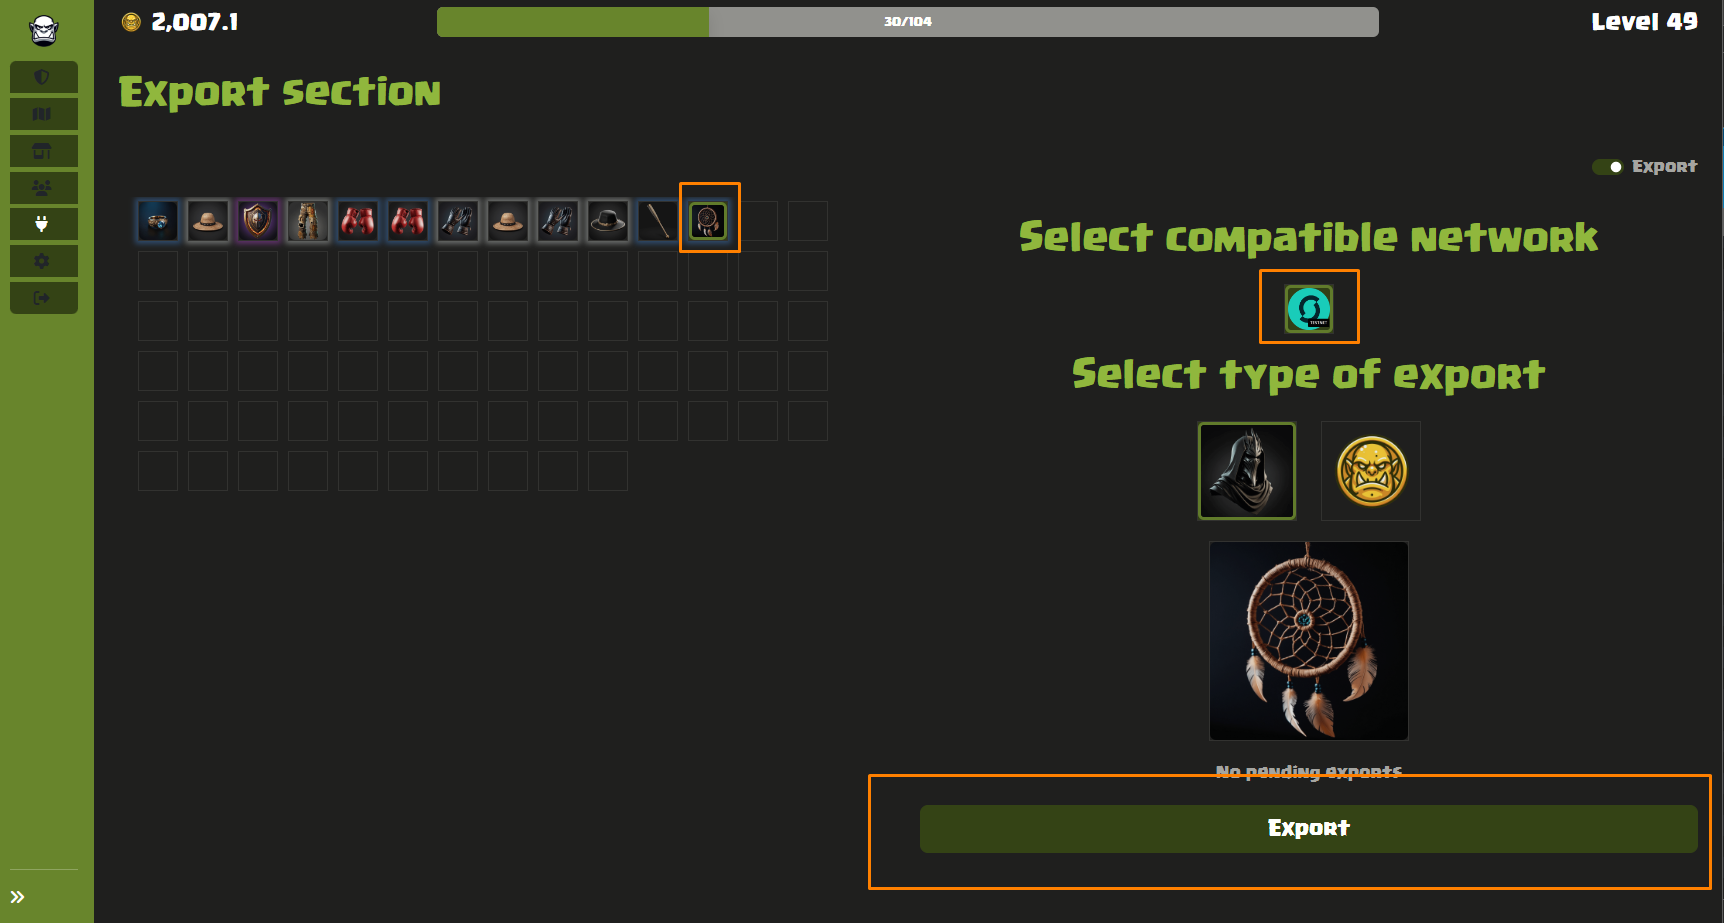 2,007.1
30/104
Level 49
Export section
Export
Select compatible network
TESTNET
Select type of export
No pending exports
Export